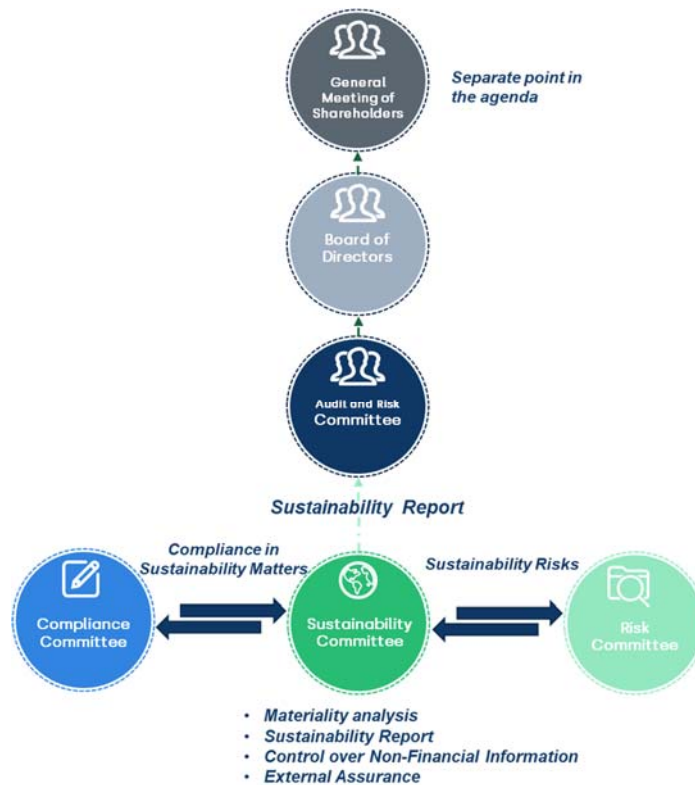 General
Meeting of
Shareholders
Separate point in
the agenda
Board of
Directors
Audit and Risk
Committee
Sustainability Report
Compliance in
Sustainability Matters
Sustainability Risks
Compliance
Committee
Sustainability
Committee
Risk
Committee
• Materiality analysis
• Sustainability Report
• Control over Non-Financial Information
• External Assurance